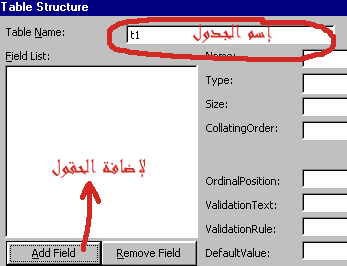 Table Structure
Table Name: t1 إسم الجدول
Field List:
Name:
Type:
Size:
CollatingOrder:
لإضافة الحقول
OrdinalPosition:
ValidationText:
ValidationRule:
Add Field Remove Field DefaultValue: